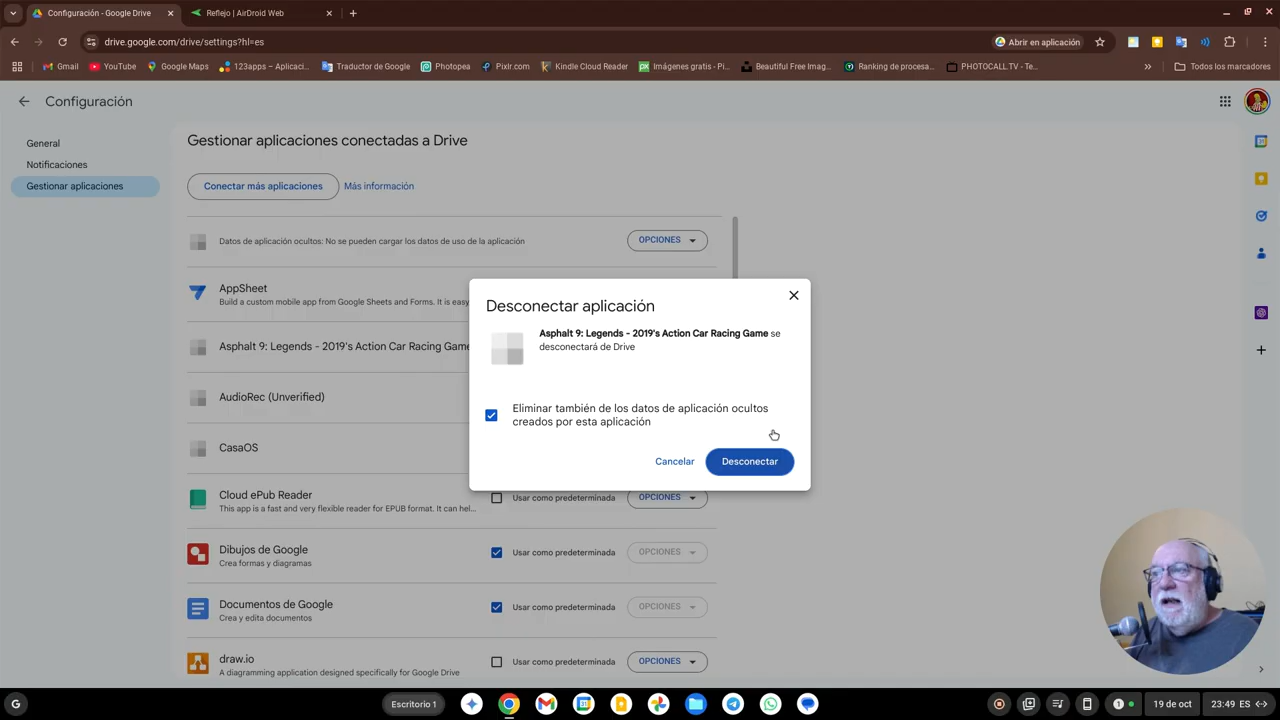 Configuración - Google Drive
Reflejo | AirDroid Web
drive.google.com/drive/settings?hl=es
Abrir en aplicación
Gmail
YouTube
Google Maps
123apps – Aplicaci...
Traductor de Google
Photopea
Pixlr.com
Kindle Cloud Reader
Imágenes gratis - Pi...
Beautiful Free Imag...
Ranking de procesa...
PHOTOCALL.TV - Te...
Todos los marcadores
Configuración
General
Notificaciones
Gestionar aplicaciones
Gestionar aplicaciones conectadas a Drive
Conectar más aplicaciones
Más información
Datos de aplicación ocultos: No se pueden cargar los datos de uso de la aplicación
OPCIONES
AppSheet
Build a custom mobile app from Google Sheets and Forms. It is easy
Asphalt 9: Legends - 2019's Action Car Racing Game
AudioRec (Unverified)
CasaOS
Desconectar aplicación
Asphalt 9: Legends - 2019's Action Car Racing Game se
desconectará de Drive
Eliminar también de los datos de aplicación ocultos
creados por esta aplicación
Cancelar
Desconectar
Cloud ePub Reader
This app is a fast and very flexible reader for EPUB format. It can hel...
Usar como predeterminada
OPCIONES
Dibujos de Google
Crea formas y diagramas
Usar como predeterminada
OPCIONES
Documentos de Google
Crea y edita documentos
Usar como predeterminada
OPCIONES
draw.io
A diagramming application designed specifically for Google Drive
Usar como predeterminada
OPCIONES
G
Escritorio 1
1
19 de oct
23:49 ES